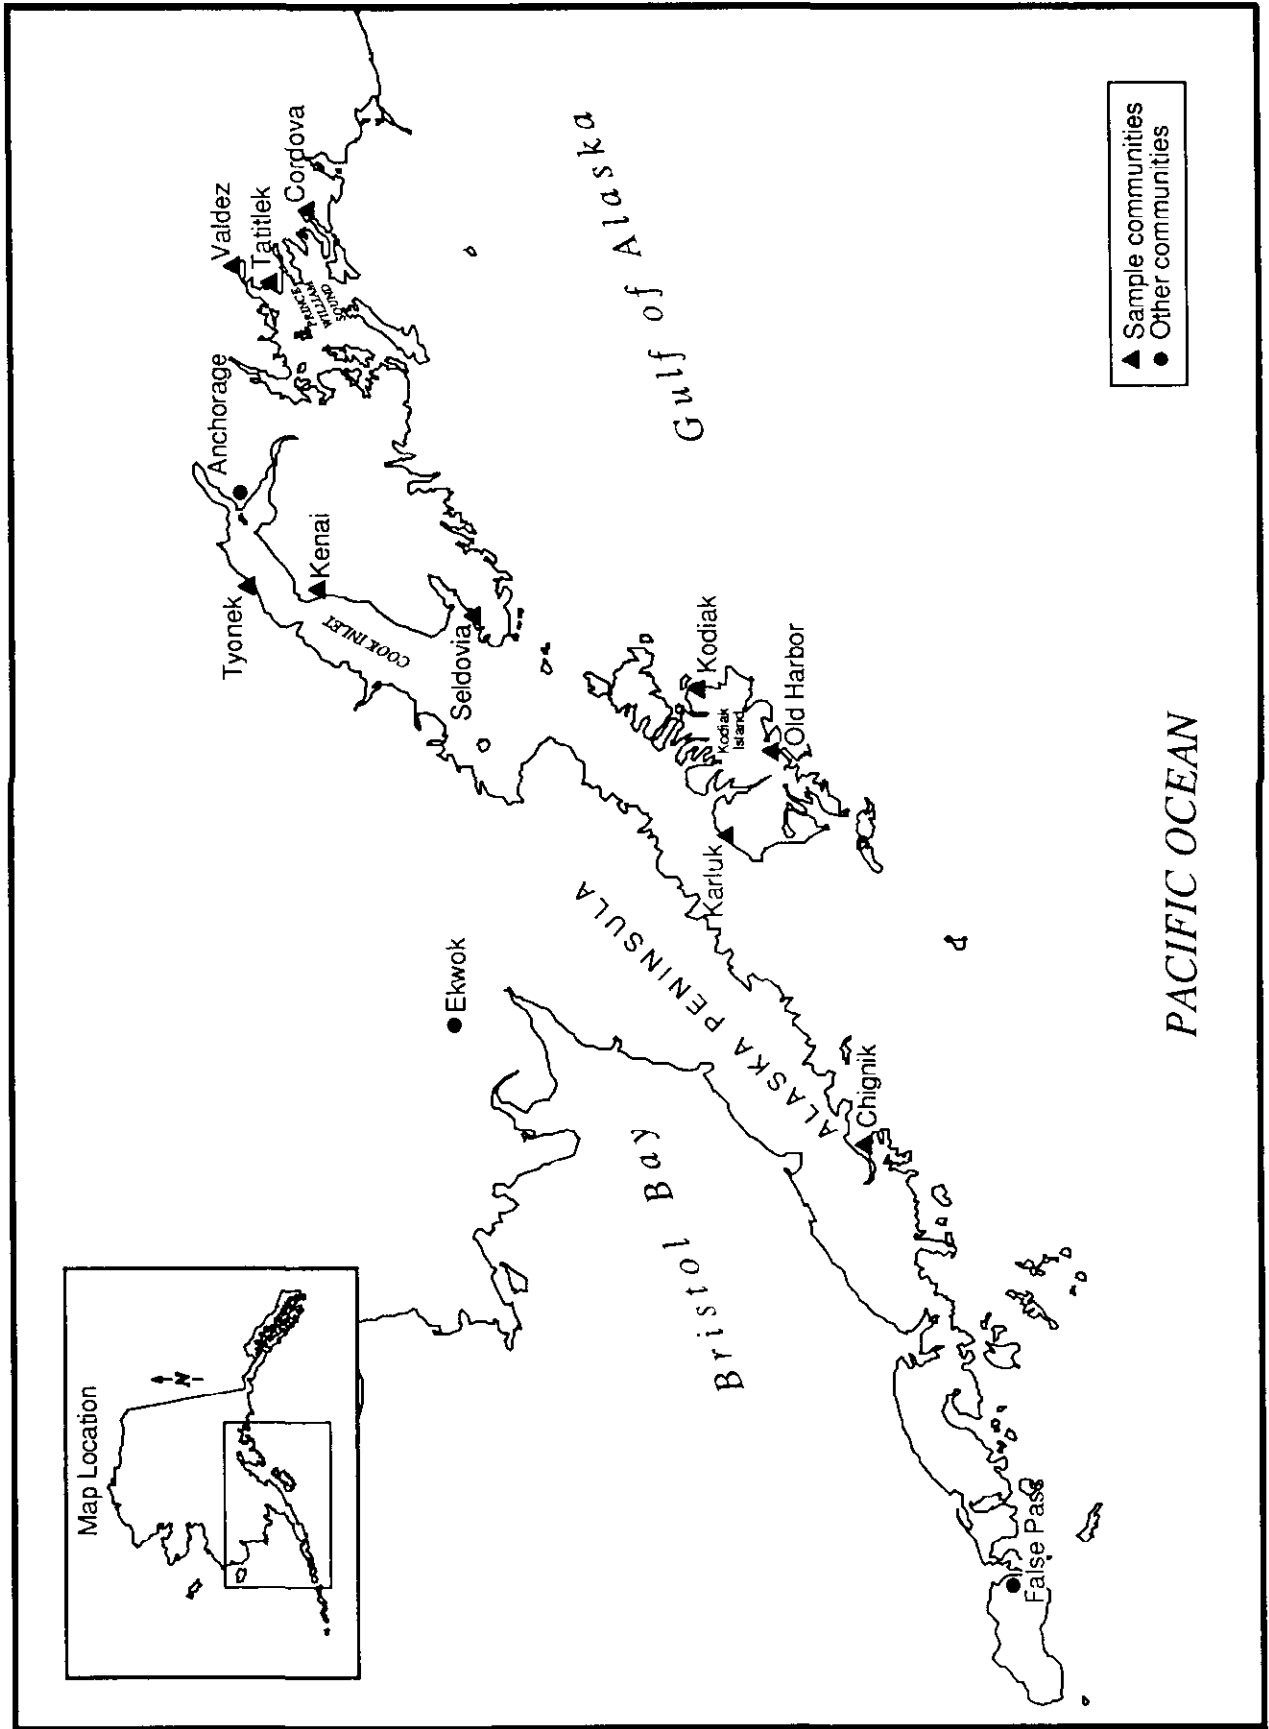 Map Location
N
Valdez
Tatitlek
Cordova
PRINCE
WILLIAM
SOUND
Anchorage
Tyonek
Kenai
COOK INLET
Seldovia
Gulf of Alaska
Ekwok
Kodiak
Kodiak
Island
Old Harbor
Karluk
ALASKA PENINSULA
Bristol Bay
Chignik
False Pass
PACIFIC OCEAN
Sample communities
Other communities